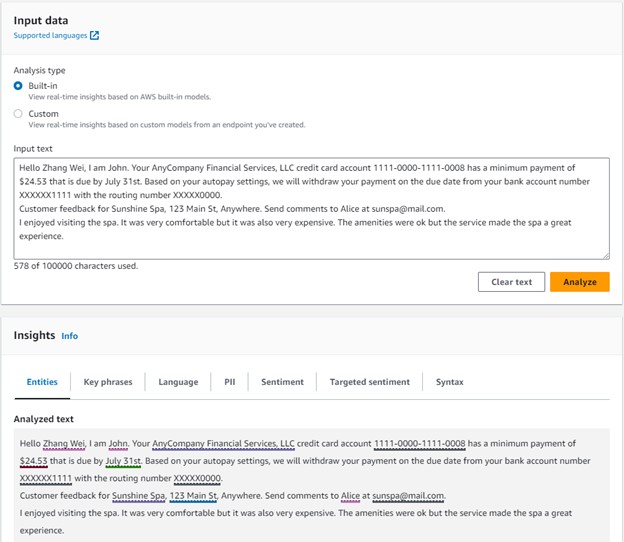 Input data
Supported languages
Analysis type
Built-in
View real-time insights based on AWS built-in models.
Custom
View real-time insights based on custom models from an endpoint you've created.
Input text
Hello Zhang Wei, I am John. Your AnyCompany Financial Services, LLC credit card account 1111-0000-1111-0008 has a minimum payment of
$24.53 that is due by July 31st. Based on your autopay settings, we will withdraw your payment on the due date from your bank account number
XXXXXX1111 with the routing number XXXXX0000.
Customer feedback for Sunshine Spa, 123 Main St, Anywhere. Send comments to Alice at sunspa@mail.com.
I enjoyed visiting the spa. It was very comfortable but it was also very expensive. The amenities were ok but the service made the spa a great
experience.
578 of 100000 characters used.
Clear text Analyze
Insights Info
Entities Key phrases Language PII Sentiment Targeted sentiment Syntax
Analyzed text
Hello Zhang Wei, I am John. Your AnyCompany Financial Services, LLC credit card account 1111-0000-1111-0008 has a minimum payment of
$24.53 that is due by July 31st. Based on your autopay settings, we will withdraw your payment on the due date from your bank account number
XXXXXX1111 with the routing number XXXXX0000.
Customer feedback for Sunshine Spa, 123 Main St, Anywhere. Send comments to Alice at sunspa@mail.com.
I enjoyed visiting the spa. It was very comfortable but it was also very expensive. The amenities were ok but the service made the spa a great
experience.